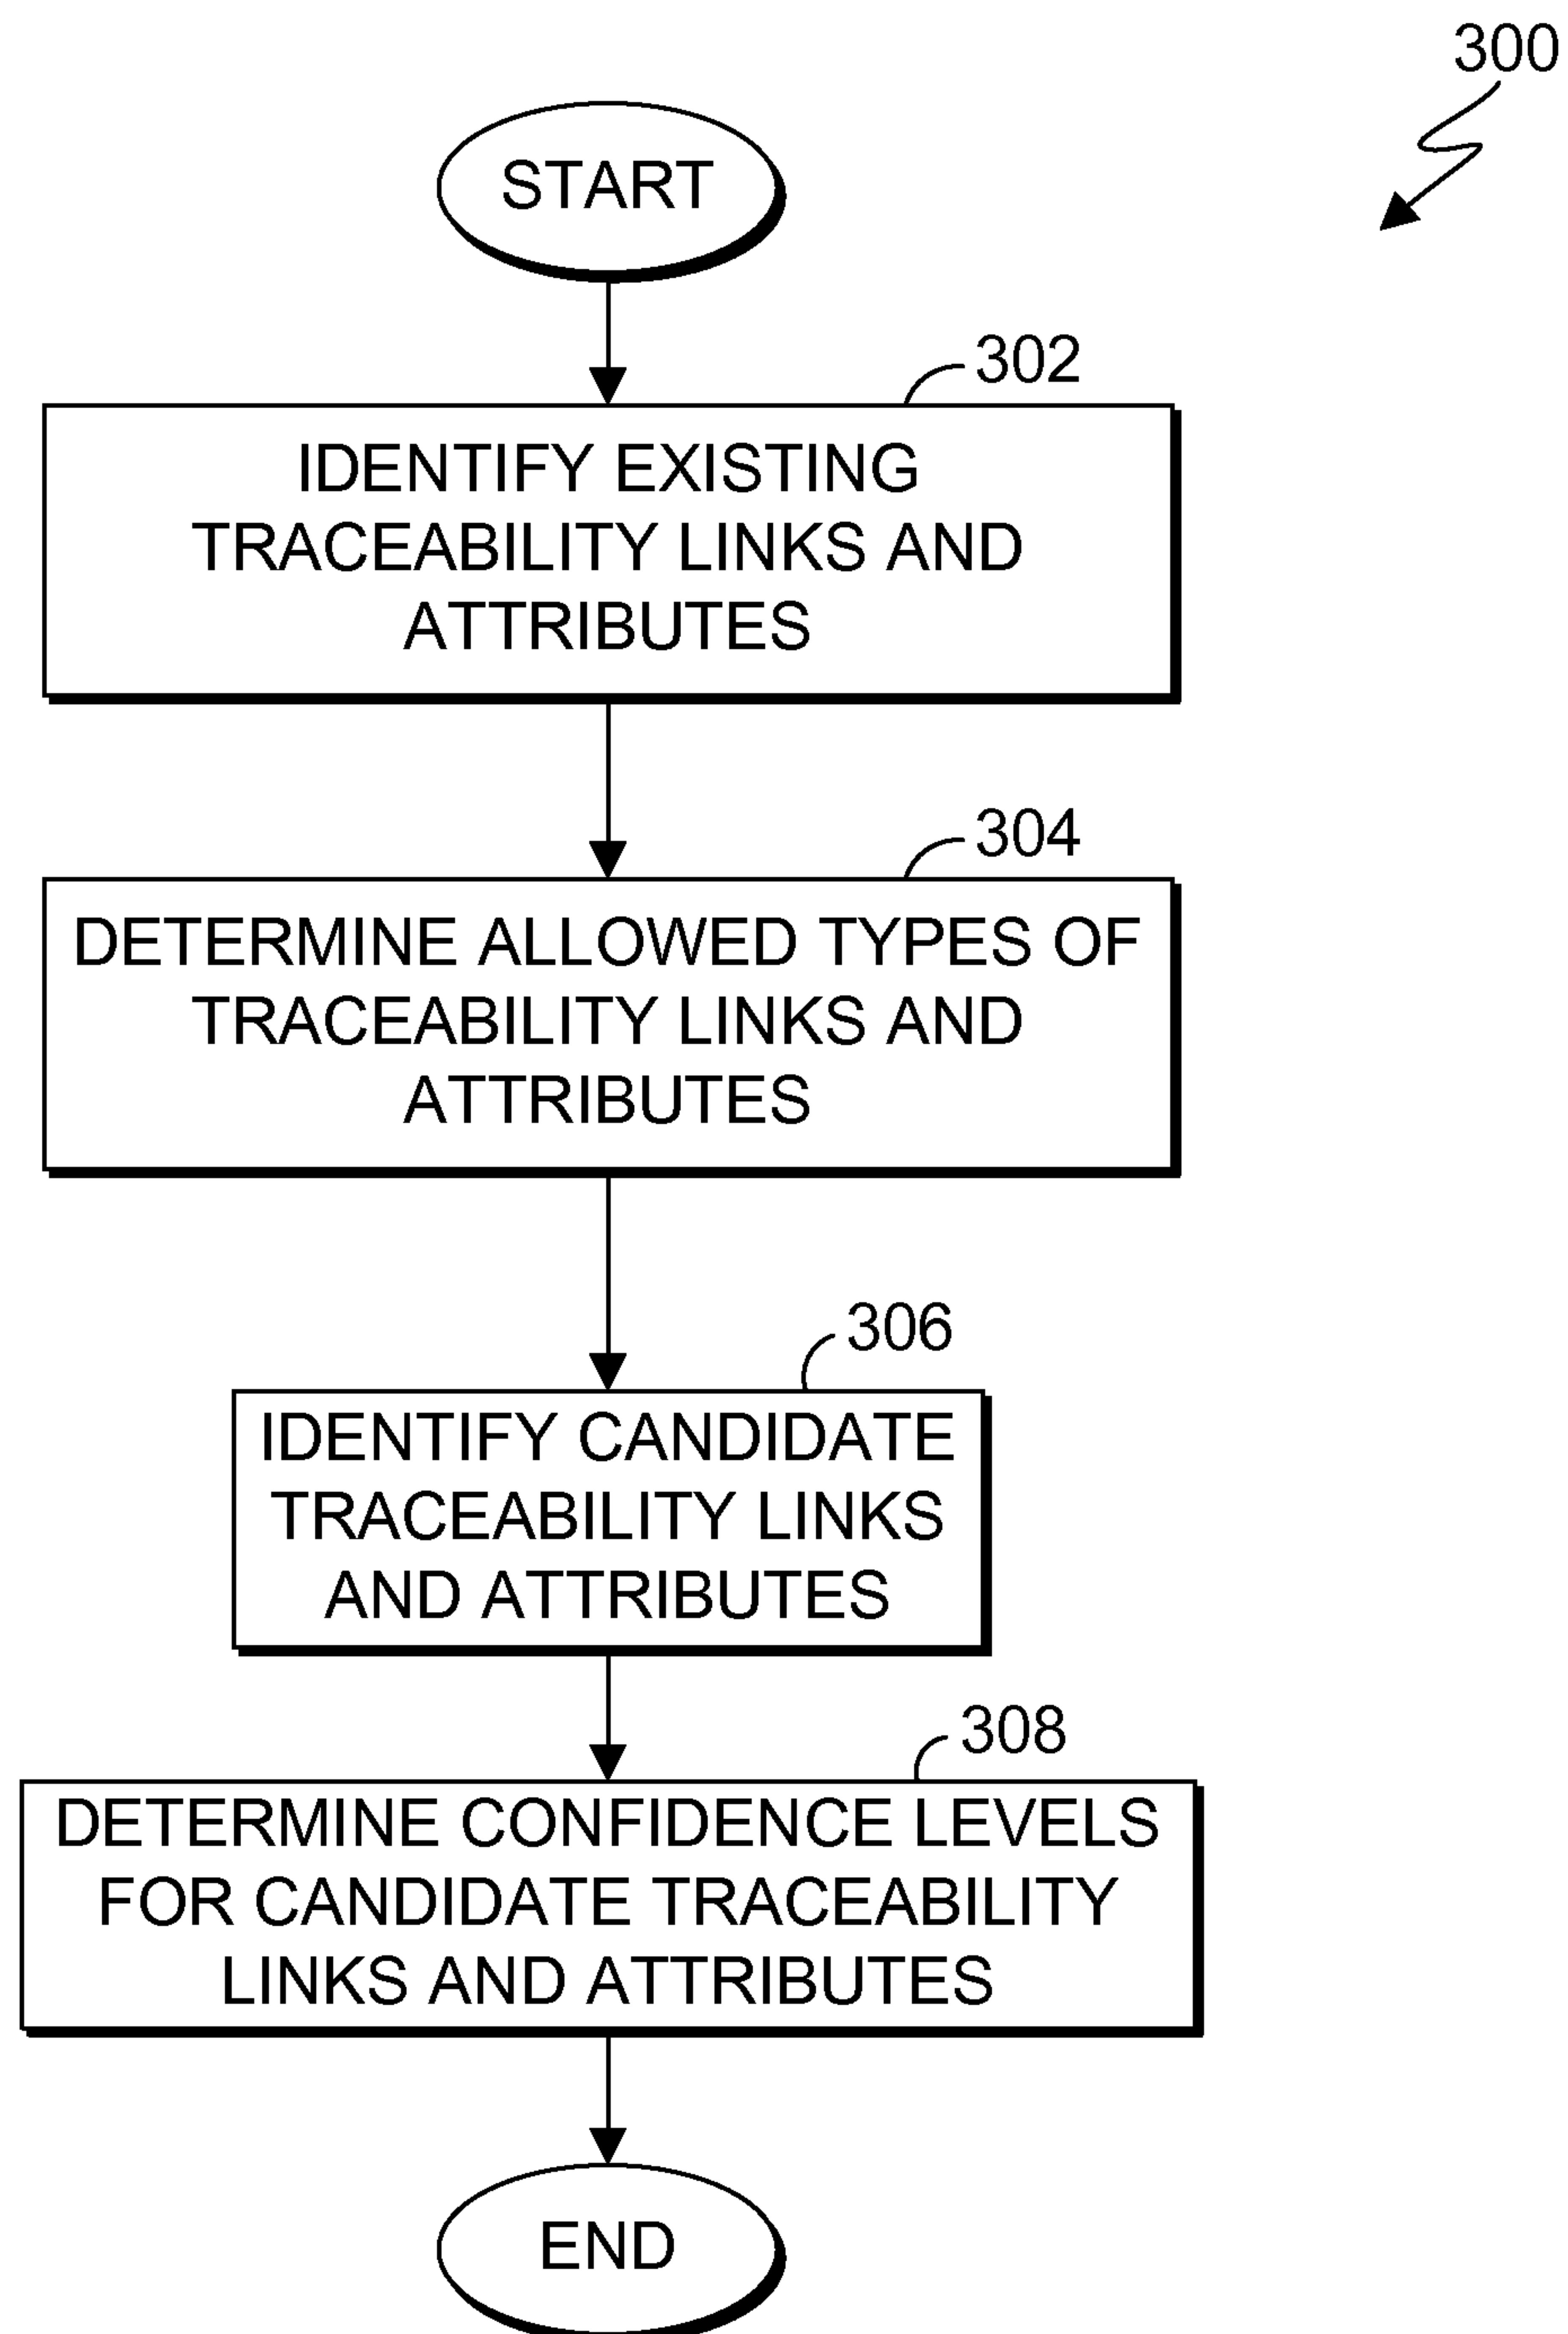 300
START
302
IDENTIFY EXISTING
TRACEABILITY LINKS AND
ATTRIBUTES
304
DETERMINE ALLOWED TYPES OF
TRACEABILITY LINKS AND
ATTRIBUTES
306
IDENTIFY CANDIDATE
TRACEABILITY LINKS
AND ATTRIBUTES
308
DETERMINE CONFIDENCE LEVELS
FOR CANDIDATE TRACEABILITY
LINKS AND ATTRIBUTES
END